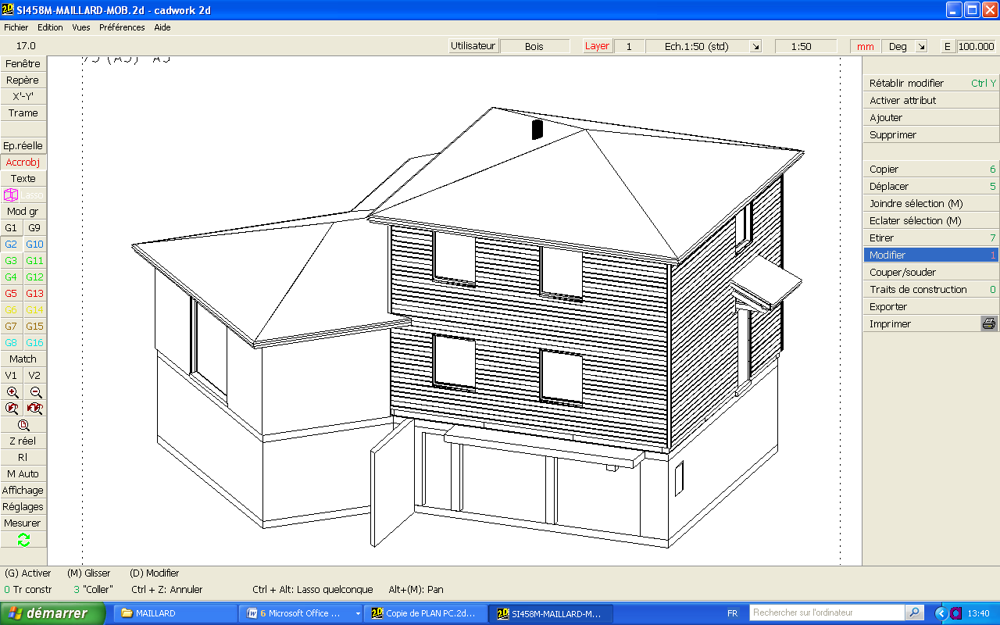 SI458M-MAILLARD-MOB.2d - cadwork 2d
Fichier Edition Vues Préférences Aide
17.0 Utilisateur Bois Layer 1 Ech.1:50 (std) 1:50 mm Deg E 100.000
Fenêtre
Repère
X'-Y'
Trame
Ep.réelle
Accrobj
Texte
Lasso
Mod gr
G1 G9
G2 G10
G3 G11
G4 G12
G5 G13
G6 G14
G7 G15
G8 G16
Match
V1 V2
Z réel
Rl
M Auto
Affichage
Réglages
Mesurer
Rétablir modifier Ctrl Y
Activer attribut
Ajouter
Supprimer
Copier 6
Déplacer 5
Joindre sélection (M)
Eclater sélection (M)
Etirer 7
Modifier 1
Couper/souder
Traits de construction 0
Exporter
Imprimer
(G) Activer (M) Glisser (D) Modifier
0 Tr constr 3 "Coller" Ctrl + Z: Annuler Ctrl + Alt: Lasso quelconque Alt+(M): Pan
démarrer MAILLARD 6 Microsoft Office ... Copie de PLAN PC.2d... SI458M-MAILLARD-M... FR Rechercher sur l'ordinateur 13:40